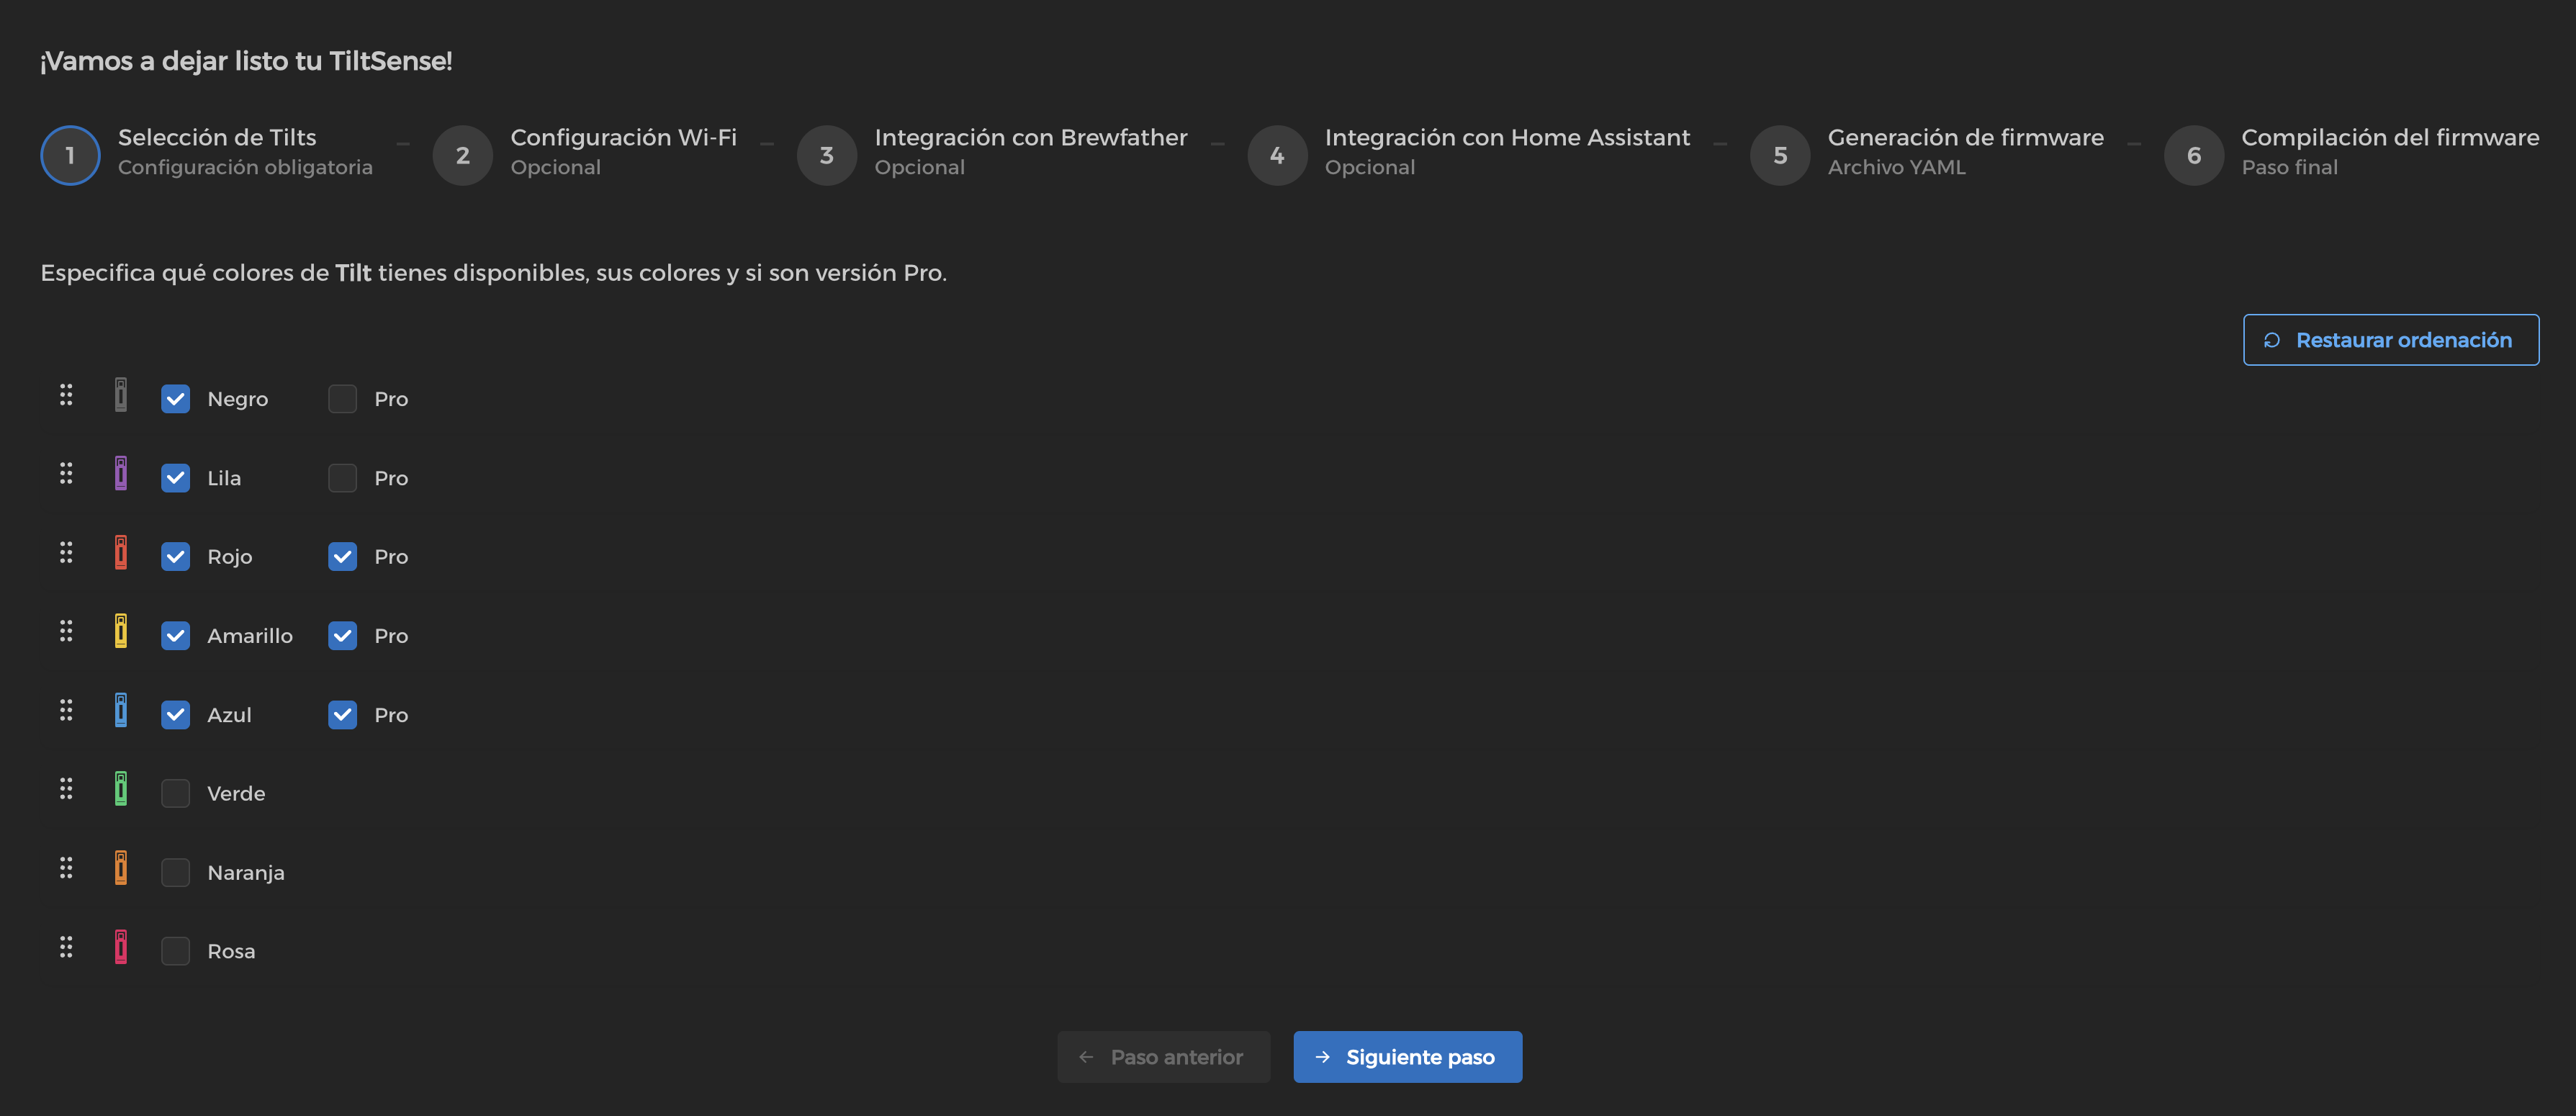 ¡Vamos a dejar listo tu TiltSense!
1
Selección de Tilts
Configuración obligatoria
2
Configuración Wi-Fi
Opcional
3
Integración con Brewfather
Opcional
4
Integración con Home Assistant
Opcional
5
Generación de firmware
Archivo YAML
6
Compilación del firmware
Paso final
Especifica qué colores de Tilt tienes disponibles, sus colores y si son versión Pro.
Restaurar ordenación
Negro Pro
Lila Pro
Rojo Pro
Amarillo Pro
Azul Pro
Verde
Naranja
Rosa
Paso anterior
Siguiente paso